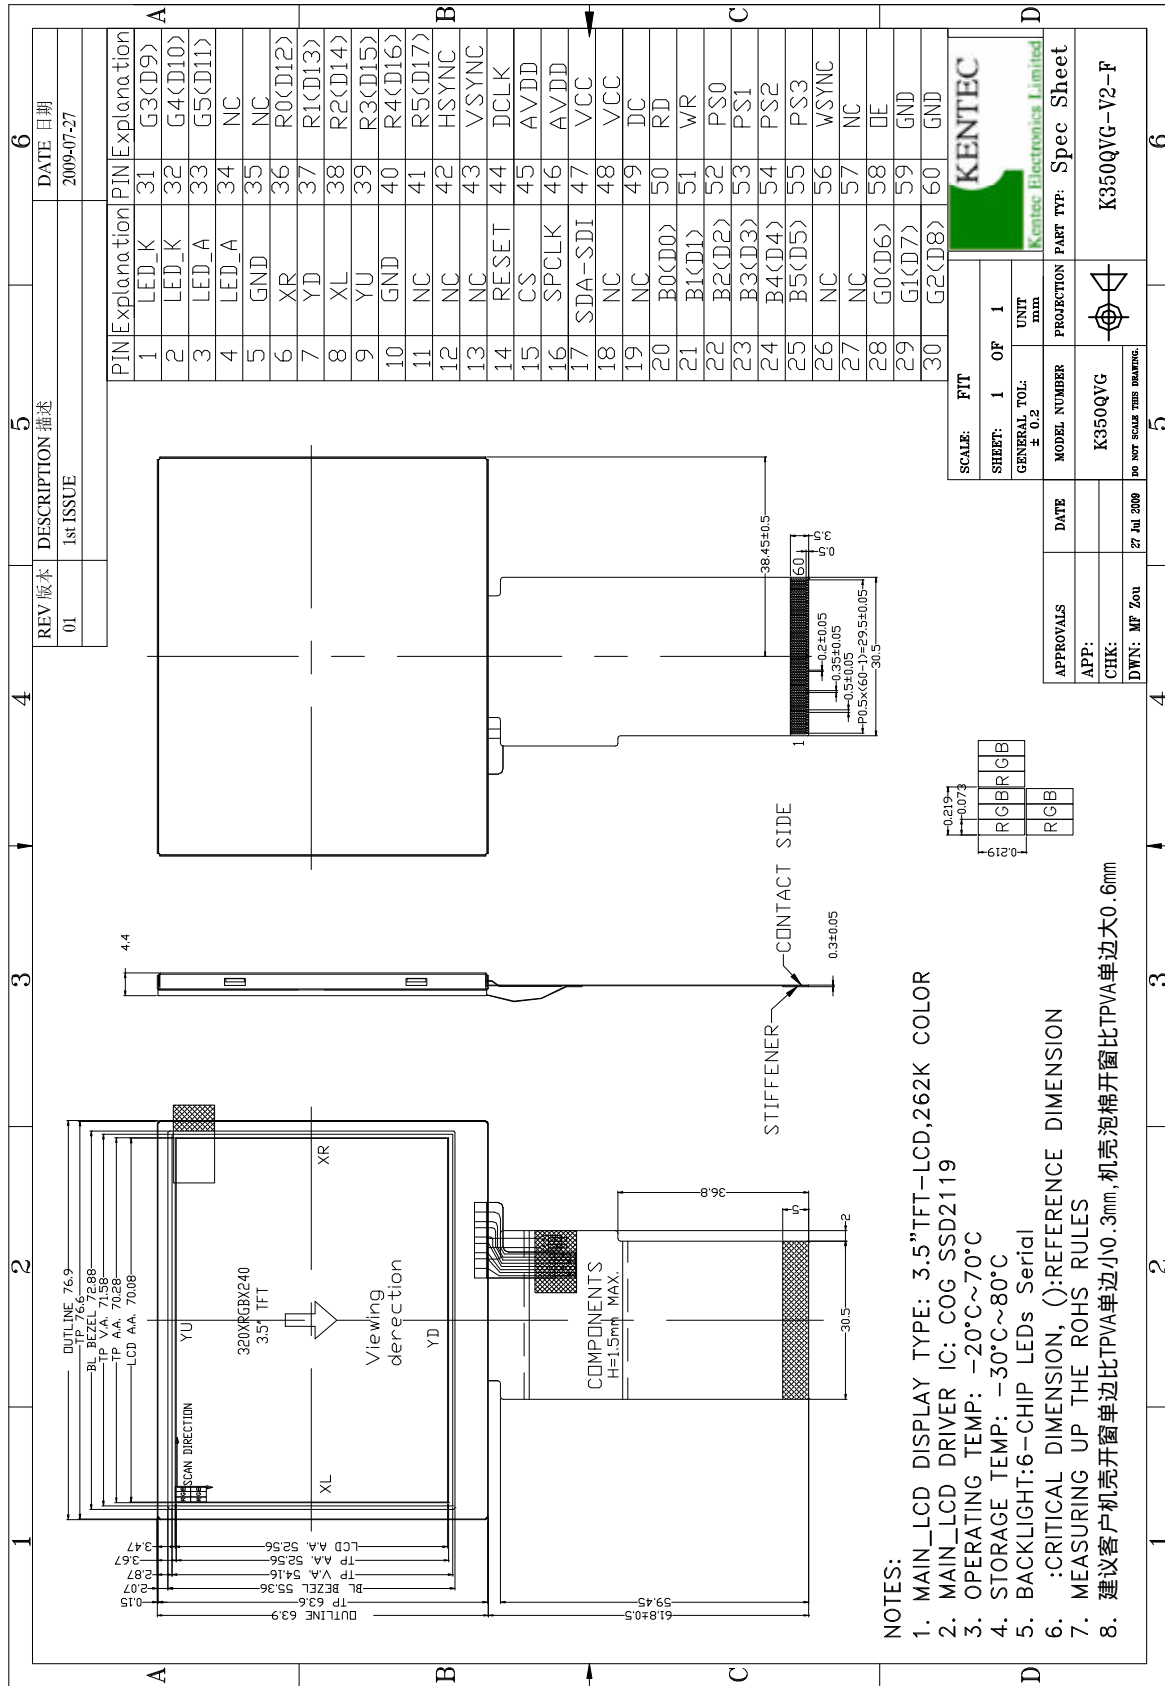 REV 版本 DESCRIPTION 描述 DATE 日期
01 1st ISSUE 2009-07-27
1 2 3 4 5 6
A
B
C
D
OUTLINE 76.9
TP 76.6
BL BEZEL 72.88
TP V.A. 71.58
TP A.A. 70.28
LCD A.A. 70.08
SCAN DIRECTION
YU
320XRGBX240
3.5" TFT
XL
XR
Viewing
derection
YD
OUTLINE 63.9
TP 63.6
BL BEZEL 55.36
TP V.A. 54.16
TP A.A. 52.56
LCD A.A. 52.56
0.15
2.07
2.87
3.67
3.47
61.8±0.5
59.45
COMPONENTS
H=1.5mm MAX.
36.8
5
30.5
2
4.4
STIFFENER
CONTACT SIDE
0.3±0.05
38.45±0.5
3.5
0.5
1
60
0.2±0.05
0.35±0.05
0.5±0.05
P0.5x(60-1)=29.5±0.05
30.5
0.219
0.073
0.219
R G B R G B
R G B
PIN Explanation PIN Explanation
1 LED_K 31 G3(D9)
2 LED_K 32 G4(D10)
3 LED_A 33 G5(D11)
4 LED_A 34 NC
5 GND 35 NC
6 XR 36 R0(D12)
7 YD 37 R1(D13)
8 XL 38 R2(D14)
9 YU 39 R3(D15)
10 GND 40 R4(D16)
11 NC 41 R5(D17)
12 NC 42 HSYNC
13 NC 43 VSYNC
14 RESET 44 DCLK
15 CS 45 AVDD
16 SPCLK 46 AVDD
17 SDA-SDI 47 VCC
18 NC 48 VCC
19 NC 49 DC
20 B0(D0) 50 RD
21 B1(D1) 51 WR
22 B2(D2) 52 PS0
23 B3(D3) 53 PS1
24 B4(D4) 54 PS2
25 B5(D5) 55 PS3
26 NC 56 WSYNC
27 NC 57 NC
28 G0(D6) 58 OE
29 G1(D7) 59 GND
30 G2(D8) 60 GND
NOTES:
1. MAIN_LCD DISPLAY TYPE: 3.5"TFT-LCD,262K COLOR
2. MAIN_LCD DRIVER IC: COG SSD2119
3. OPERATING TEMP: -20°C~70°C
4. STORAGE TEMP: -30°C~80°C
5. BACKLIGHT:6-CHIP LEDs Serial
6. :CRITICAL DIMENSION, ():REFERENCE DIMENSION
7. MEASURING UP THE ROHS RULES
8. 建议客户机壳开窗单边比TPVA单边小0.3mm,机壳泡棉开窗比TPVA单边大0.6mm
SCALE: FIT
SHEET: 1 OF 1
GENERAL TOL: ± 0.2
UNIT mm
KENTEC
Kentec Electronics Limited
APPROVALS DATE MODEL NUMBER PROJECTION PART TYP: Spec Sheet
APP:
CHK:
K350QVG
K350QVG-V2-F
DWN: MF Zou 27 Jul 2009 DO NOT SCALE THIS DRAWING.
1 2 3 4 5 6